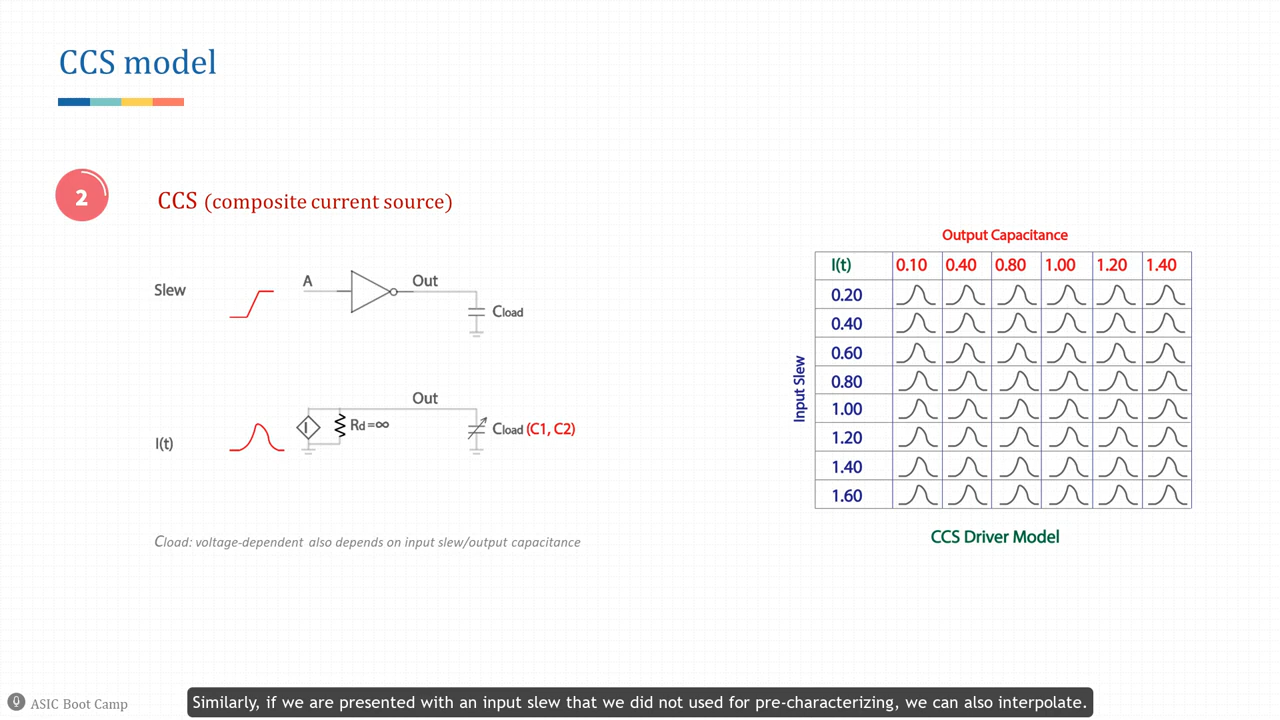 CCS model
2
CCS (composite current source)
Slew
A
Out
Cload
Out
I(t)
I
Rd=∞
Cload (C1, C2)
Cload: voltage-dependent also depends on input slew/output capacitance
Output Capacitance
I(t) 0.10 0.40 0.80 1.00 1.20 1.40
Input Slew
0.20
0.40
0.60
0.80
1.00
1.20
1.40
1.60
CCS Driver Model
ASIC Boot Camp
Similarly, if we are presented with an input slew that we did not used for pre-characterizing, we can also interpolate.